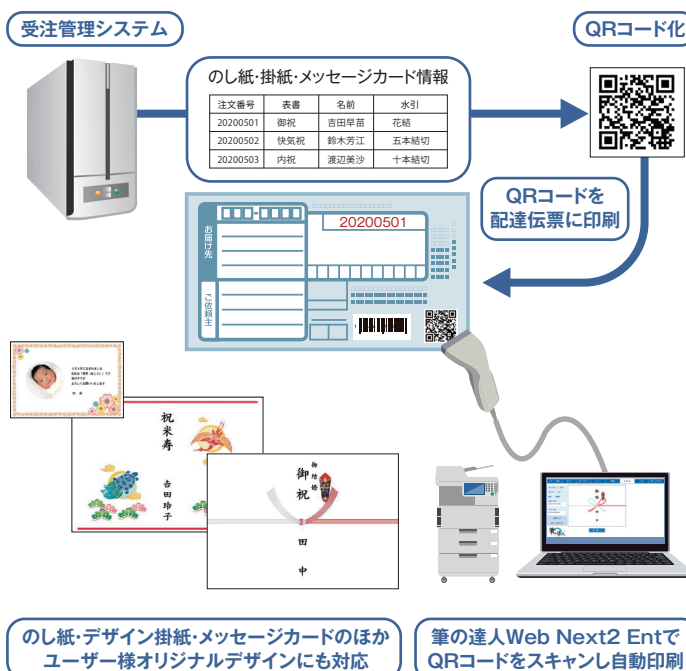 受注管理システム
QRコード化
のし紙・掛紙・メッセージカード情報
注文番号 表書 名前 水引
20200501 御祝 吉田早苗 花結
20200502 快気祝 鈴木芳江 五本結切
20200503 内祝 渡辺美沙 十本結切
QRコードを
配達伝票に印刷
お届け先
20200501
ご依頼主
祝米寿
吉田玲子
御結婚
御祝
田中
のし紙・デザイン掛紙・メッセージカードのほか
ユーザー様オリジナルデザインにも対応
筆の達人Web Next2 Entで
QRコードをスキャンし自動印刷